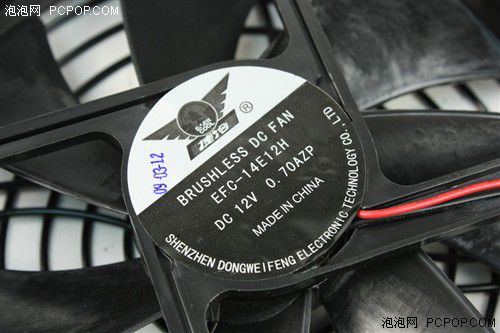 泡泡网 PCPOP.COM
®
09-03-12
BRUSHLESS DC FAN
EFC-14E12H
DC 12V 0.70AZP
MADE IN CHINA
SHENZHEN DONGWEIFENG ELECTRONIC TECHNOLOGY CO., LTD
泡泡网 PCPOP.COM